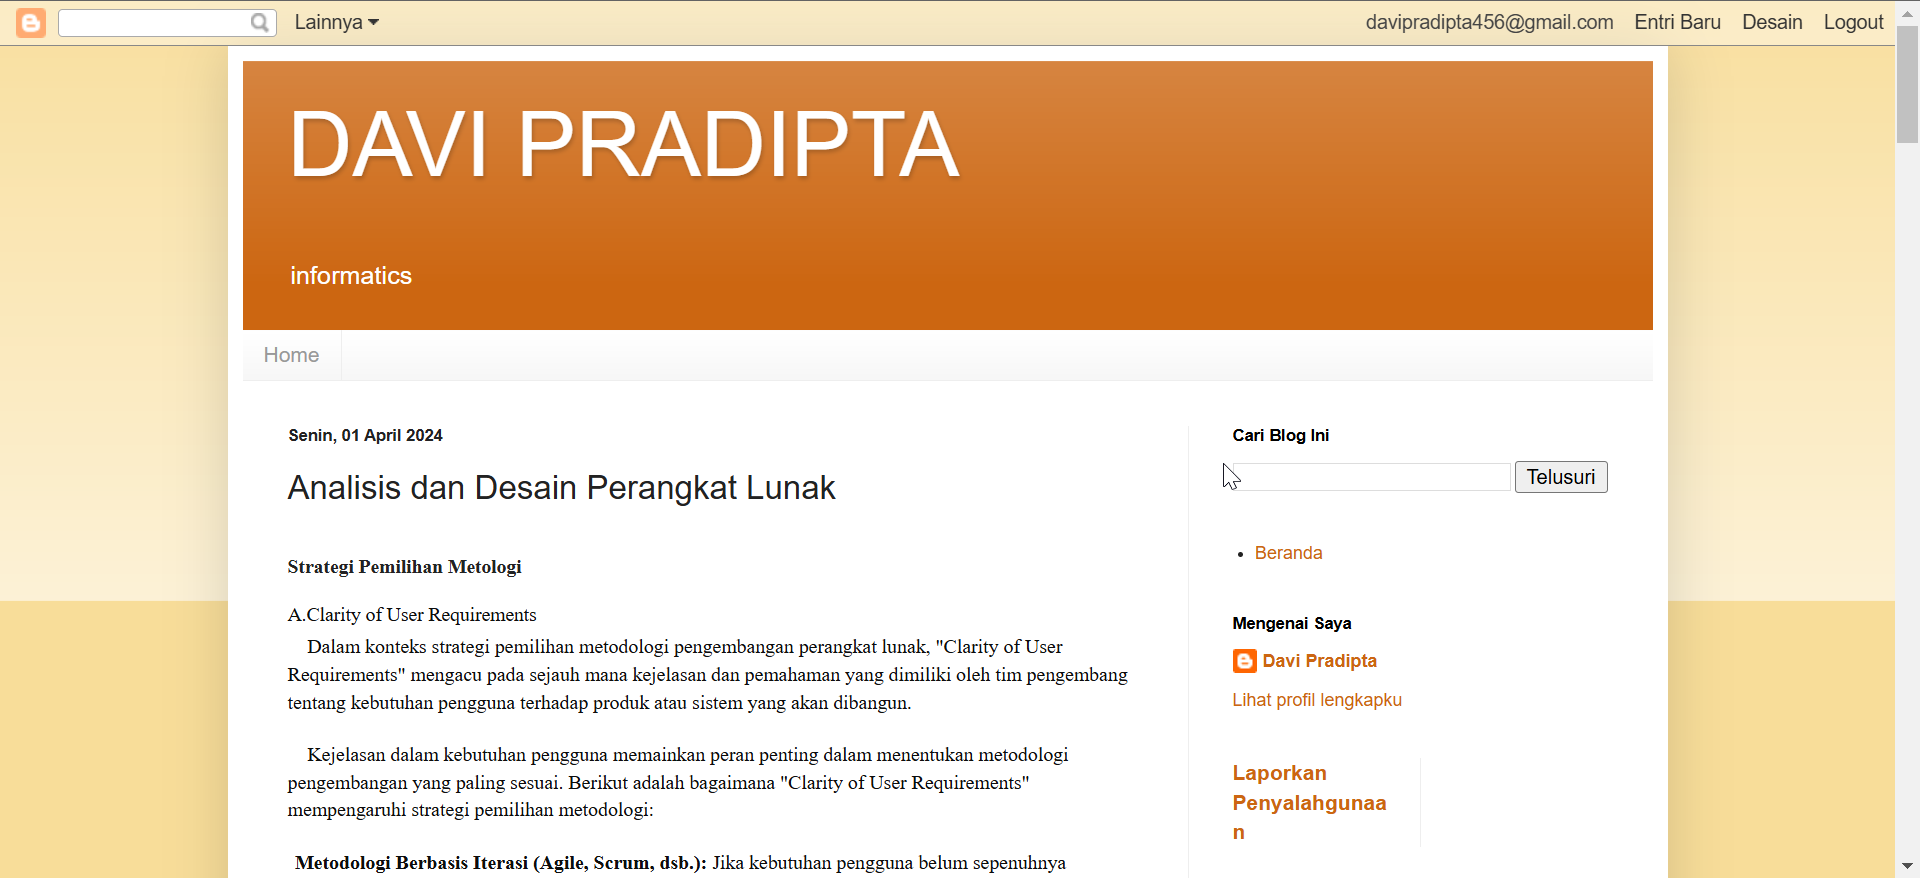 Lainnya
davipradipta456@gmail.com Entri Baru Desain Logout
DAVI PRADIPTA
informatics
Home
Senin, 01 April 2024
Analisis dan Desain Perangkat Lunak
Strategi Pemilihan Metologi
A.Clarity of User Requirements
Dalam konteks strategi pemilihan metodologi pengembangan perangkat lunak, "Clarity of User
Requirements" mengacu pada sejauh mana kejelasan dan pemahaman yang dimiliki oleh tim pengembang
tentang kebutuhan pengguna terhadap produk atau sistem yang akan dibangun.
Kejelasan dalam kebutuhan pengguna memainkan peran penting dalam menentukan metodologi
pengembangan yang paling sesuai. Berikut adalah bagaimana "Clarity of User Requirements"
mempengaruhi strategi pemilihan metodologi:
Metodologi Berbasis Iterasi (Agile, Scrum, dsb.): Jika kebutuhan pengguna belum sepenuhnya
Cari Blog Ini
Telusuri
Beranda
Mengenai Saya
Davi Pradipta
Lihat profil lengkapku
Laporkan
Penyalahgunaa
n